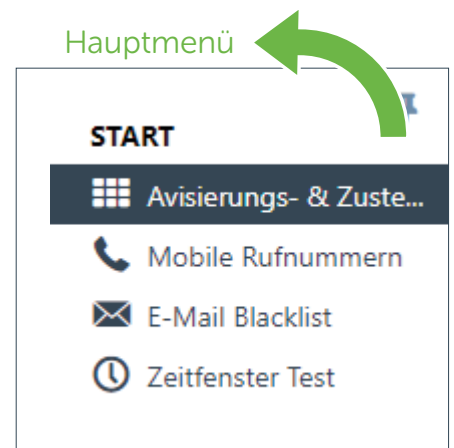 Hauptmenü
START
Avisierungs- & Zuste...
Mobile Rufnummern
E-Mail Blacklist
Zeitfenster Test